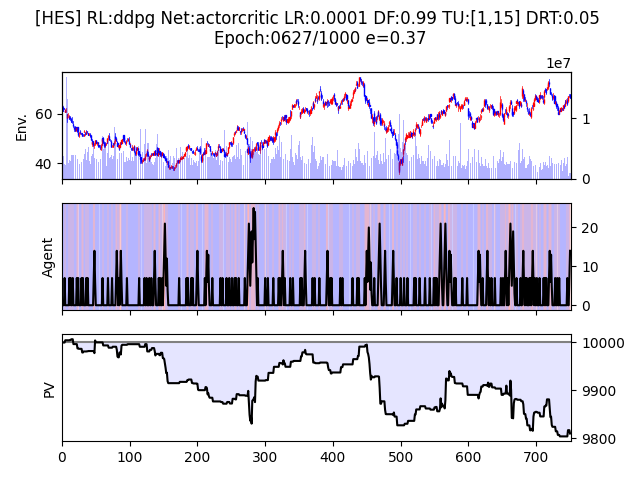 [HES] RL:ddpg Net:actorcritic LR:0.0001 DF:0.99 TU:[1,15] DRT:0.05
Epoch:0627/1000 e=0.37
1e7
Env.
60
40
1
0
Agent
20
10
0
PV
10000
9900
9800
0 100 200 300 400 500 600 700